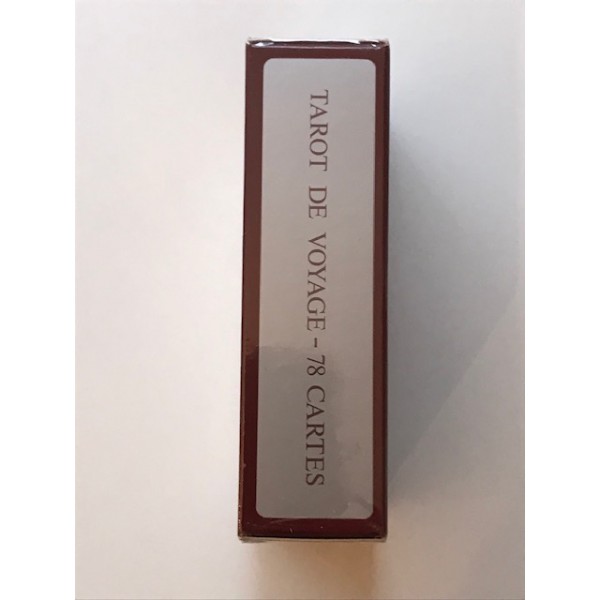 TAROT DE VOYAGE - 78 CARTES